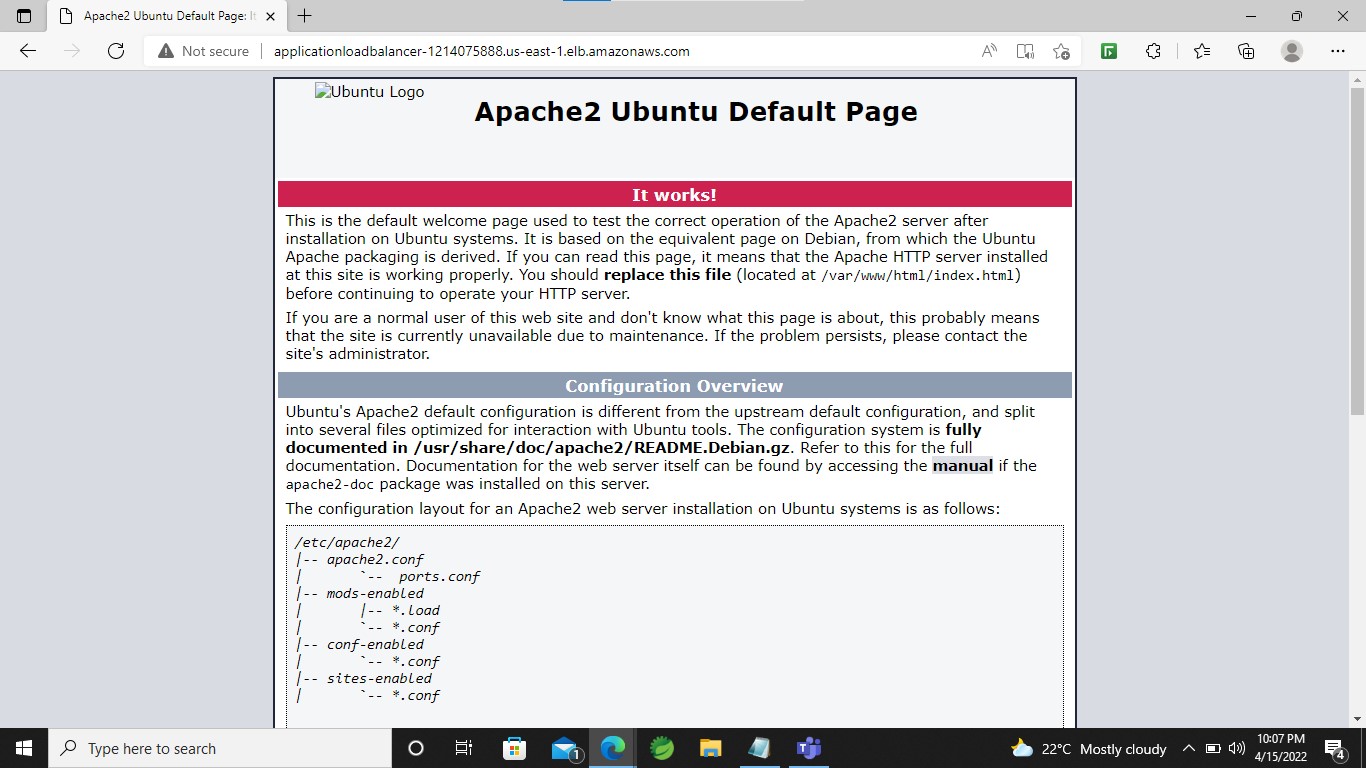 Apache2 Ubuntu Default Page: It
Not secure
applicationloadbalancer-1214075888.us-east-1.elb.amazonaws.com
Ubuntu Logo
Apache2 Ubuntu Default Page
It works!
This is the default welcome page used to test the correct operation of the Apache2 server after
installation on Ubuntu systems. It is based on the equivalent page on Debian, from which the Ubuntu
Apache packaging is derived. If you can read this page, it means that the Apache HTTP server installed
at this site is working properly. You should replace this file (located at /var/www/html/index.html)
before continuing to operate your HTTP server.
If you are a normal user of this web site and don't know what this page is about, this probably means
that the site is currently unavailable due to maintenance. If the problem persists, please contact the
site's administrator.
Configuration Overview
Ubuntu's Apache2 default configuration is different from the upstream default configuration, and split
into several files optimized for interaction with Ubuntu tools. The configuration system is fully
documented in /usr/share/doc/apache2/README.Debian.gz. Refer to this for the full
documentation. Documentation for the web server itself can be found by accessing the manual if the
apache2-doc package was installed on this server.
The configuration layout for an Apache2 web server installation on Ubuntu systems is as follows:
/etc/apache2/
|-- apache2.conf
|       `--  ports.conf
|-- mods-enabled
|       |-- *.load
|       `-- *.conf
|-- conf-enabled
|       `-- *.conf
|-- sites-enabled
|       `-- *.conf
Type here to search
1
22°C Mostly cloudy
10:07 PM
4/15/2022
4